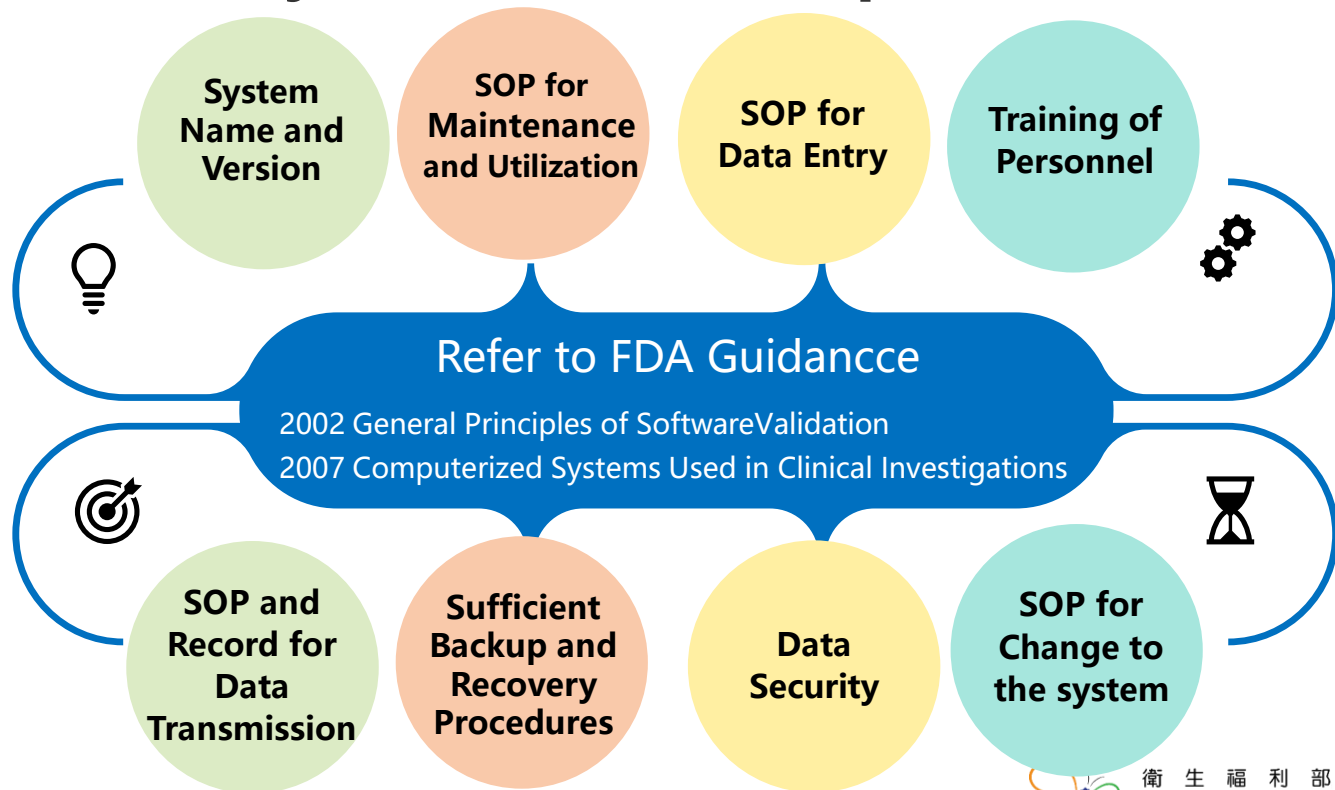 System
Name and
Version
SOP for
Maintenance
and Utilization
SOP for
Data Entry
Training of
Personnel
Refer to FDA Guidancce
2002 General Principles of SoftwareValidation
2007 Computerized Systems Used in Clinical Investigations
SOP and
Record for
Data
Transmission
Sufficient
Backup and
Recovery
Procedures
Data
Security
SOP for
Change to
the system
衛生福利部